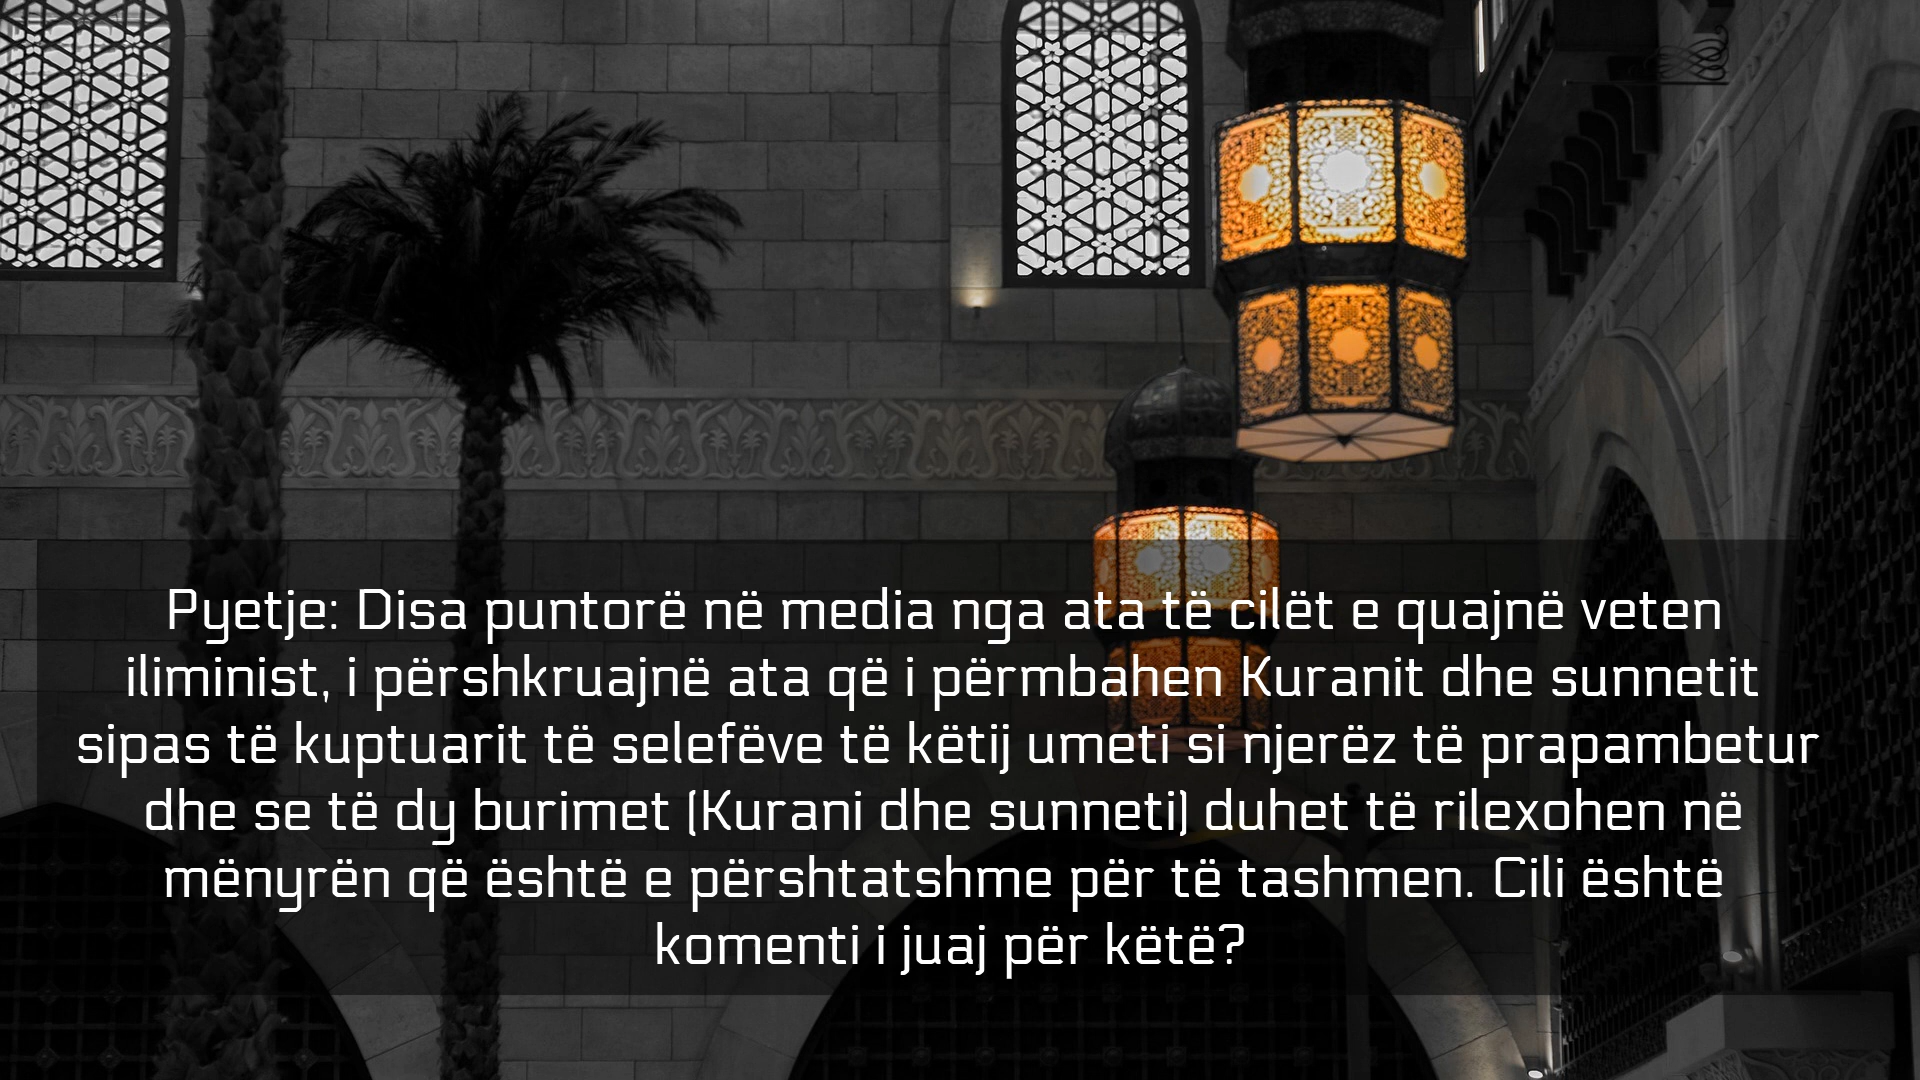 Pyetje: Disa puntorë në media nga ata të cilët e quajnë veten
iliminist, i përshkruajnë ata që i përmbahen Kuranit dhe sunnetit
sipas të kuptuarit të selefëve të këtij umeti si njerëz të prapambetur
dhe se të dy burimet (Kurani dhe sunneti) duhet të rilexohen në
mënyrën që është e përshtatshme për të tashmen. Cili është
komenti i juaj për këtë?